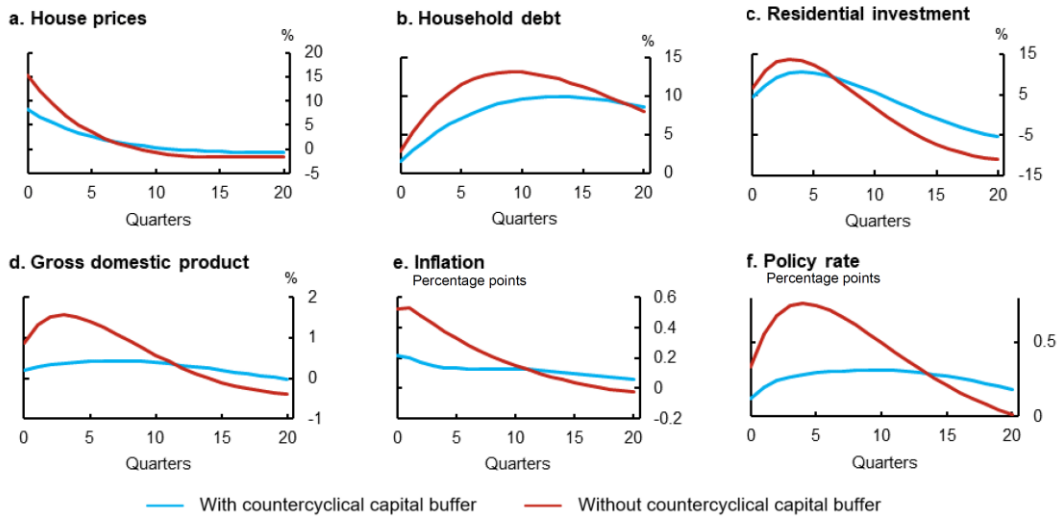 a. House prices
%
20
15
10
5
0
-5
0 5 10 15 20
Quarters
b. Household debt
%
15
10
5
0
0 5 10 15 20
Quarters
c. Residential investment
%
15
5
-5
-15
0 5 10 15 20
Quarters
d. Gross domestic product
%
2
1
0
-1
0 5 10 15 20
Quarters
e. Inflation
Percentage points
0.6
0.4
0.2
0
-0.2
0 5 10 15 20
Quarters
f. Policy rate
Percentage points
0.5
0
0 5 10 15 20
Quarters
With countercyclical capital buffer
Without countercyclical capital buffer